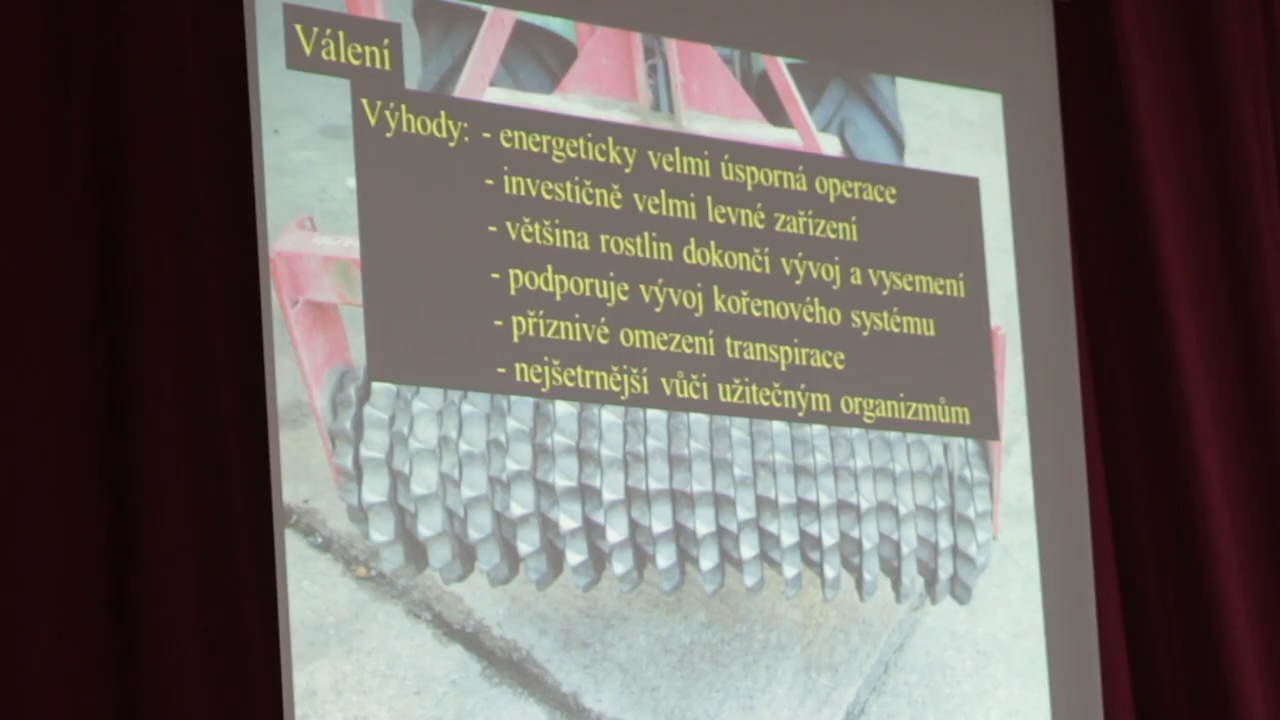 Válení
Výhody: - energeticky velmi úsporná operace
- investičně velmi levné zařízení
- většina rostlin dokončí vývoj a vysemení
- podporuje vývoj kořenového systému
- příznivé omezení transpirace
- nejšetrnější vůči užitečným organizmům